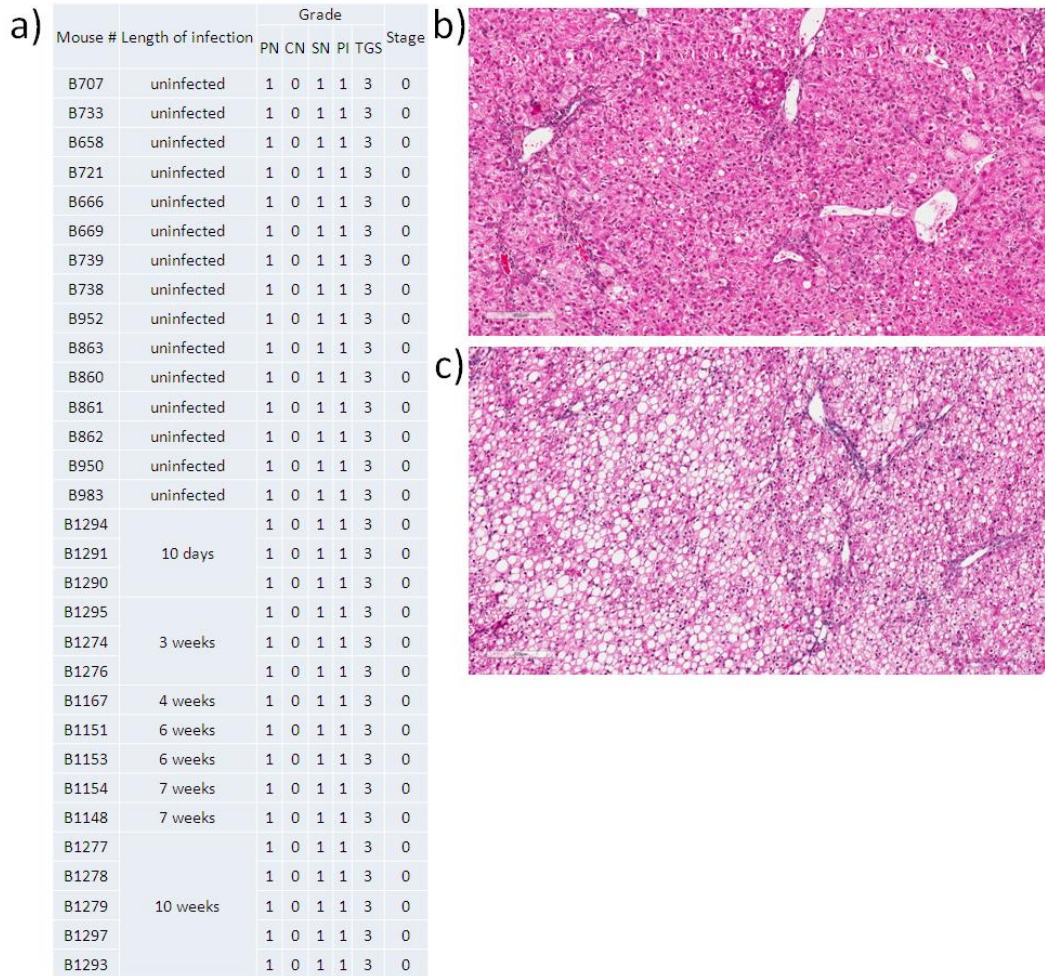 a)
Mouse # Length of infection Grade Stage
PN CN SN PI TGS
B707 uninfected 1 0 1 1 3 0
B733 uninfected 1 0 1 1 3 0
B658 uninfected 1 0 1 1 3 0
B721 uninfected 1 0 1 1 3 0
B666 uninfected 1 0 1 1 3 0
B669 uninfected 1 0 1 1 3 0
B739 uninfected 1 0 1 1 3 0
B738 uninfected 1 0 1 1 3 0
B952 uninfected 1 0 1 1 3 0
B863 uninfected 1 0 1 1 3 0
B860 uninfected 1 0 1 1 3 0
B861 uninfected 1 0 1 1 3 0
B862 uninfected 1 0 1 1 3 0
B950 uninfected 1 0 1 1 3 0
B983 uninfected 1 0 1 1 3 0
B1294 1 0 1 1 3 0
B1291 10 days 1 0 1 1 3 0
B1290 1 0 1 1 3 0
B1295 1 0 1 1 3 0
B1274 3 weeks 1 0 1 1 3 0
B1276 1 0 1 1 3 0
B1167 4 weeks 1 0 1 1 3 0
B1151 6 weeks 1 0 1 1 3 0
B1153 6 weeks 1 0 1 1 3 0
B1154 7 weeks 1 0 1 1 3 0
B1148 7 weeks 1 0 1 1 3 0
B1277 1 0 1 1 3 0
B1278 1 0 1 1 3 0
B1279 10 weeks 1 0 1 1 3 0
B1297 1 0 1 1 3 0
B1293 1 0 1 1 3 0
b)
c)